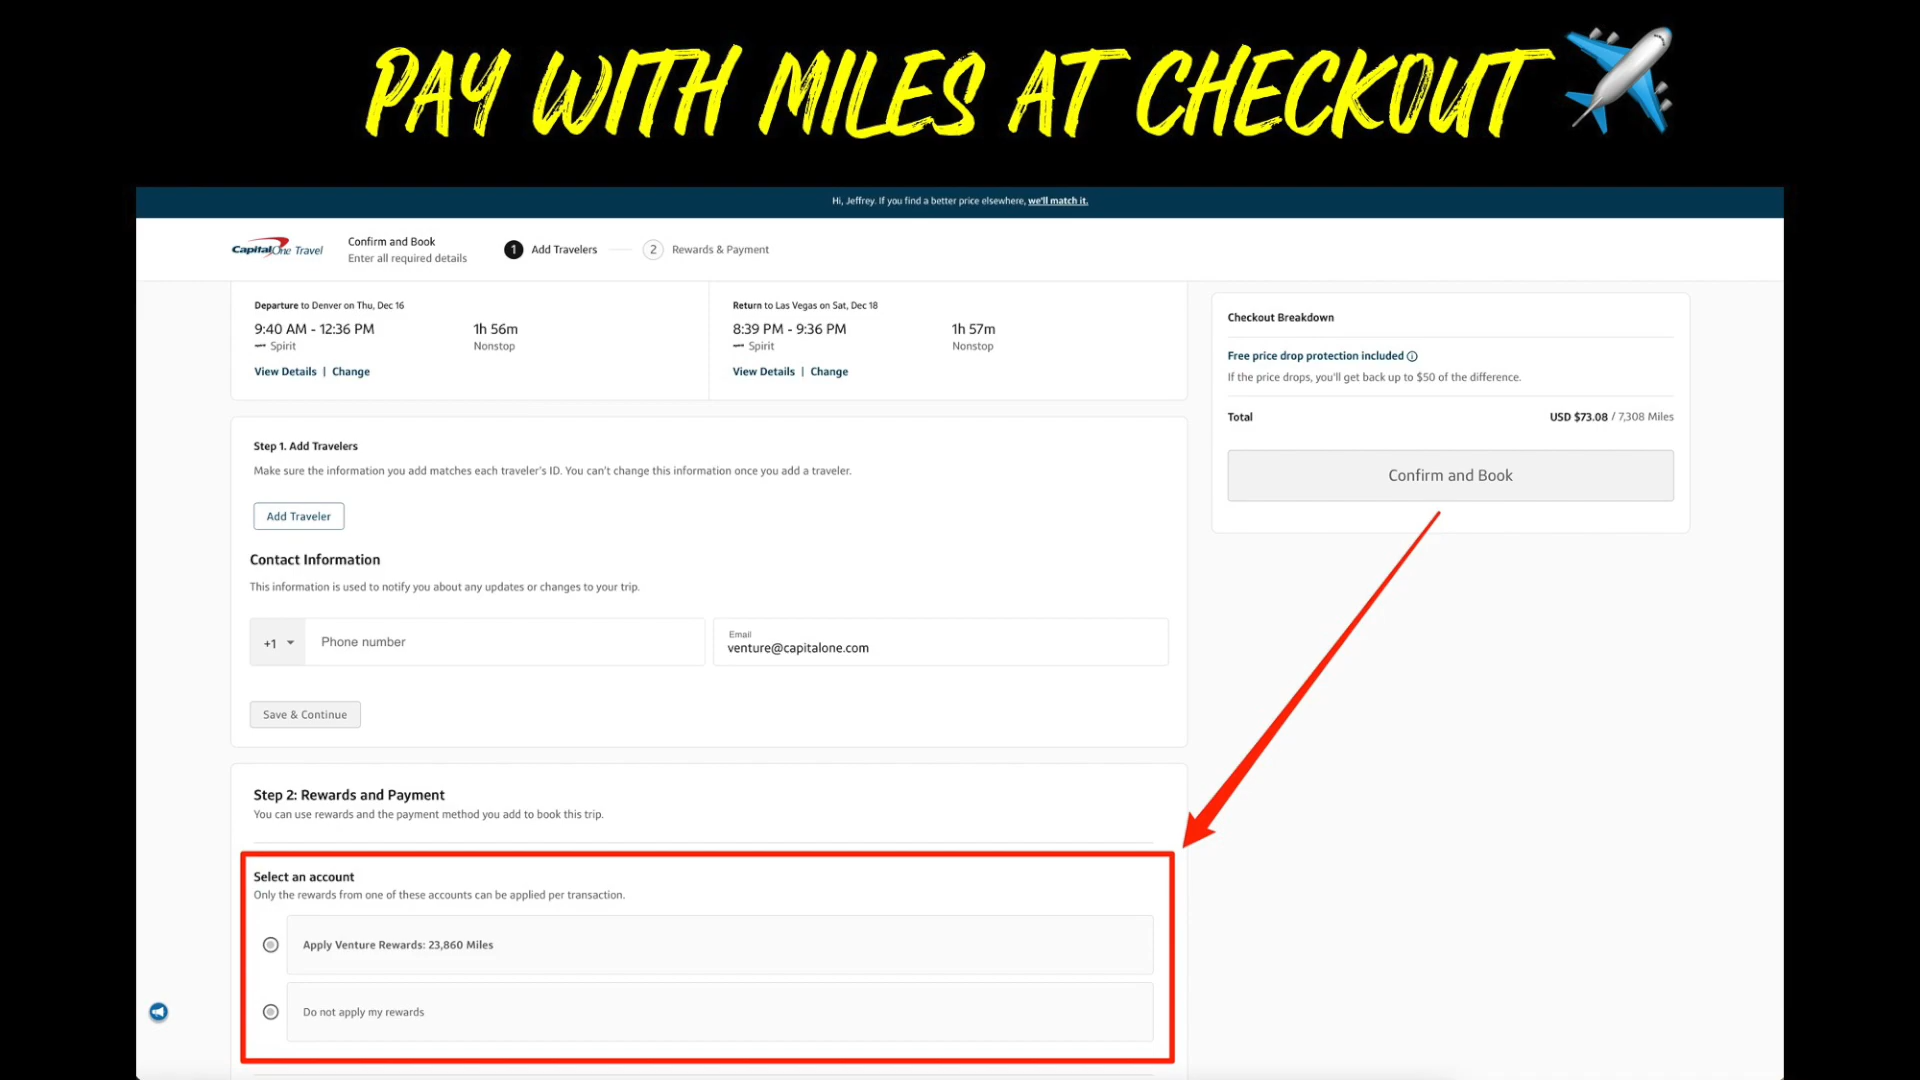 PAY WITH MILES AT CHECKOUT
Hi, Jeffrey. If you find a better price elsewhere, we'll match it.
CapitalOne Travel
Confirm and Book
Enter all required details
1 Add Travelers
2 Rewards & Payment
Departure to Denver on Thu, Dec 16
9:40 AM - 12:36 PM
1h 56m
Spirit
Nonstop
View Details | Change
Return to Las Vegas on Sat, Dec 18
8:39 PM - 9:36 PM
1h 57m
Spirit
Nonstop
View Details | Change
Checkout Breakdown
Free price drop protection included
If the price drops, you'll get back up to $50 of the difference.
Total
USD $73.08 / 7,308 Miles
Confirm and Book
Step 1. Add Travelers
Make sure the information you add matches each traveler's ID. You can't change this information once you add a traveler.
Add Traveler
Contact Information
This information is used to notify you about any updates or changes to your trip.
+1
Phone number
Email
venture@capitalone.com
Save & Continue
Step 2: Rewards and Payment
You can use rewards and the payment method you add to book this trip.
Select an account
Only the rewards from one of these accounts can be applied per transaction.
Apply Venture Rewards: 23,860 Miles
Do not apply my rewards